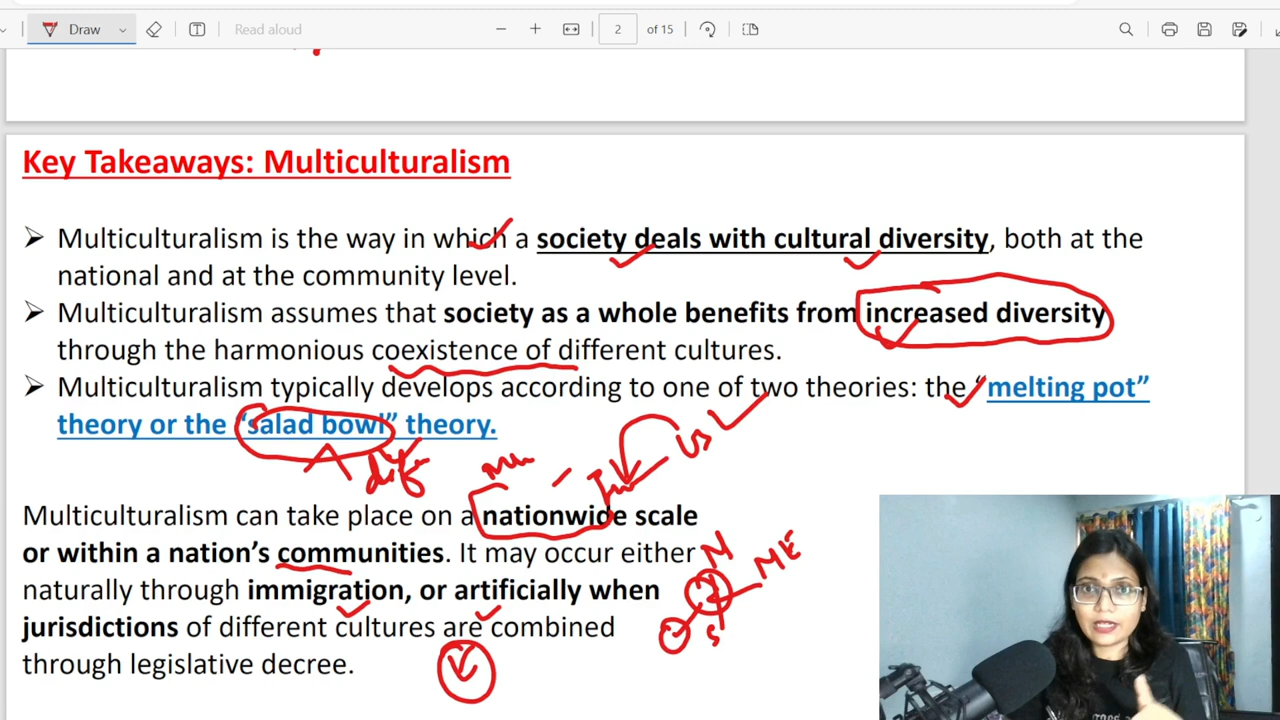 Draw
Read aloud
2 of 15
Key Takeaways: Multiculturalism
➢ Multiculturalism is the way in which a society deals with cultural diversity, both at the
national and at the community level.
➢ Multiculturalism assumes that society as a whole benefits from increased diversity
through the harmonious coexistence of different cultures.
➢ Multiculturalism typically develops according to one of two theories: the “melting pot”
theory or the “salad bowl” theory.
US
Multiculturalism can take place on a nationwide scale
or within a nation’s communities. It may occur either
N ME
naturally through immigration, or artificially when
jurisdictions of different cultures are combined
S
through legislative decree.